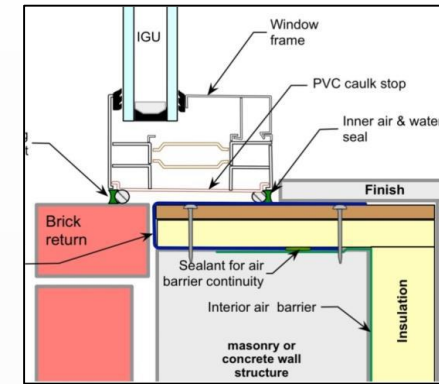 IGU
Window
frame
PVC caulk stop
Inner air & water
seal
Finish
Brick
return
Sealant for air
barrier continuity
Interior air barrier
Insulation
masonry or
concrete wall
structure